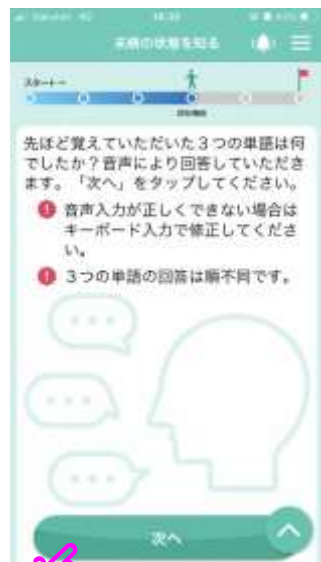 未病の状態を知る
スタート
先ほど覚えていただいた3つの単語は何
でしたか？音声により回答していただき
ます。「次へ」をタップしてください。
音声入力が正しくできない場合は
キーボード入力で修正してくださ
い。
3つの単語の回答は順不同です。
次へ